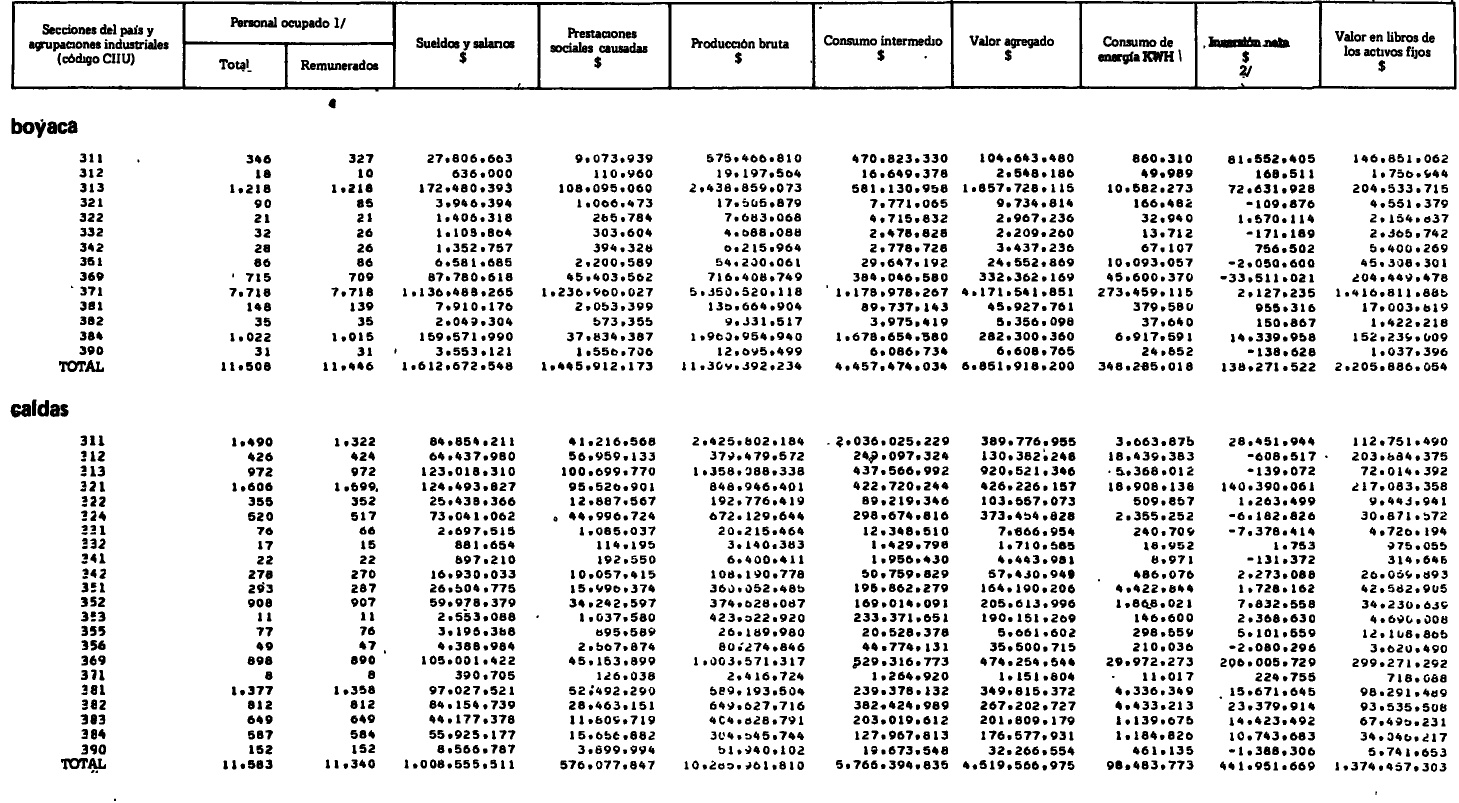 Secciones del país y agrupaciones industriales (código CIIU) Personal ocupado 1/ Total Remunerados Sueldos y salarios $ Prestaciones sociales causadas $ Producción bruta $ Consumo intermedio $ Valor agregado $ Consumo de energía KWH Inversión neta $ 2/ Valor en libros de los activos fijos $
boyaca
311 346 327 27.806.663 9.073.939 575.466.810 470.823.330 104.643.480 860.310 81.552.405 146.851.062
312 18 10 636.000 110.960 19.197.564 16.649.378 2.548.186 49.989 168.511 1.756.944
313 1.218 1.218 172.480.393 108.095.060 2.438.859.073 581.130.958 1.857.728.115 10.582.273 72.631.928 204.533.715
321 90 85 3.946.394 1.066.473 17.505.879 7.771.065 9.734.814 166.482 -109.876 4.551.379
322 21 21 1.406.318 265.784 7.683.068 4.715.832 2.967.236 32.940 1.570.114 2.154.637
332 32 26 1.103.864 303.604 4.688.088 2.478.828 2.209.260 13.712 -171.189 2.365.742
342 28 26 1.352.757 394.328 6.215.964 2.778.728 3.437.236 67.107 756.502 5.400.269
351 86 86 6.581.685 2.200.589 54.200.061 29.647.192 24.552.869 10.093.057 -2.050.600 45.308.301
369 715 709 87.780.618 45.403.562 716.408.749 384.046.580 332.362.169 45.600.370 -33.511.021 204.449.478
371 7.718 7.718 1.136.488.265 1.236.960.027 5.350.520.118 1.178.978.267 4.171.541.851 273.459.115 2.127.235 1.416.811.886
381 148 139 7.910.176 2.053.399 135.664.904 89.737.143 45.927.761 379.580 955.316 17.003.619
382 35 35 2.049.304 573.355 9.331.517 3.975.419 5.356.098 37.640 150.867 1.422.218
384 1.022 1.015 159.571.990 37.834.387 1.960.954.940 1.678.654.580 282.300.360 6.917.591 14.339.958 152.239.009
390 31 31 3.553.121 1.556.706 12.695.499 6.086.734 6.608.765 24.852 -138.628 1.037.396
TOTAL 11.508 11.446 1.612.672.548 1.445.912.173 11.309.392.234 4.457.474.034 6.851.918.200 348.285.018 138.271.522 2.205.886.054
caldas
311 1.490 1.322 84.854.211 41.216.568 2.425.802.184 2.036.025.229 389.776.955 3.663.875 28.451.944 112.751.490
312 426 424 64.437.980 56.959.133 379.479.572 249.097.324 130.382.248 18.439.383 -608.517 203.684.375
313 972 972 123.018.310 100.699.770 1.358.088.338 437.566.992 920.521.346 5.368.012 -139.072 72.014.392
321 1.606 1.599 124.493.827 95.526.901 848.946.401 422.720.244 426.226.157 18.908.138 140.390.061 217.083.358
322 355 352 25.438.366 12.887.567 192.776.419 89.219.346 103.557.073 509.857 1.263.499 9.443.941
324 520 517 73.041.062 44.996.724 672.129.644 298.674.816 373.454.828 2.355.252 -6.182.826 30.871.572
331 76 66 2.697.515 1.085.037 20.215.464 12.348.510 7.866.954 240.709 -7.378.414 4.726.194
332 17 15 881.654 114.195 3.140.383 1.429.798 1.710.585 18.952 1.753 975.055
341 22 22 897.210 192.550 6.400.411 1.956.430 4.443.981 8.971 -131.372 314.646
342 278 270 16.930.033 10.057.415 108.190.778 50.759.829 57.430.949 486.076 2.273.088 26.059.893
351 293 287 26.504.775 15.996.374 360.052.485 195.862.279 164.190.206 4.422.844 1.728.162 42.582.905
352 908 907 59.978.379 34.242.597 374.628.087 169.014.091 205.613.996 1.868.021 7.832.558 34.230.639
353 11 11 2.553.088 1.037.580 423.522.920 233.371.651 190.151.269 146.600 2.368.630 4.690.008
355 77 76 3.196.388 895.589 26.189.980 20.528.378 5.661.602 298.559 5.101.559 12.108.866
356 49 47 4.388.984 2.567.874 80.274.846 44.774.131 35.500.715 210.036 -2.080.296 3.620.490
369 898 890 105.001.422 45.153.899 1.003.571.317 529.316.773 474.254.544 29.972.273 206.005.729 299.271.292
371 8 8 390.705 126.038 2.416.724 1.264.920 1.151.804 11.017 224.755 718.088
381 1.377 1.358 97.027.521 52.492.290 589.193.504 239.378.132 349.815.372 4.336.349 15.671.645 98.291.489
382 812 812 84.154.739 28.463.151 649.627.716 382.424.989 267.202.727 4.433.213 23.379.914 93.535.508
383 649 649 44.177.378 11.609.719 404.828.791 203.019.612 201.809.179 1.139.675 14.423.492 67.495.231
384 587 584 55.925.177 15.656.882 304.545.744 127.967.813 176.577.931 1.184.826 10.743.683 34.046.217
390 152 152 8.566.787 3.899.994 51.940.102 19.673.548 32.266.554 461.135 -1.388.306 5.741.653
TOTAL 11.583 11.340 1.008.555.511 576.077.847 10.285.961.810 5.766.394.835 4.519.566.975 98.483.773 441.951.669 1.374.457.303